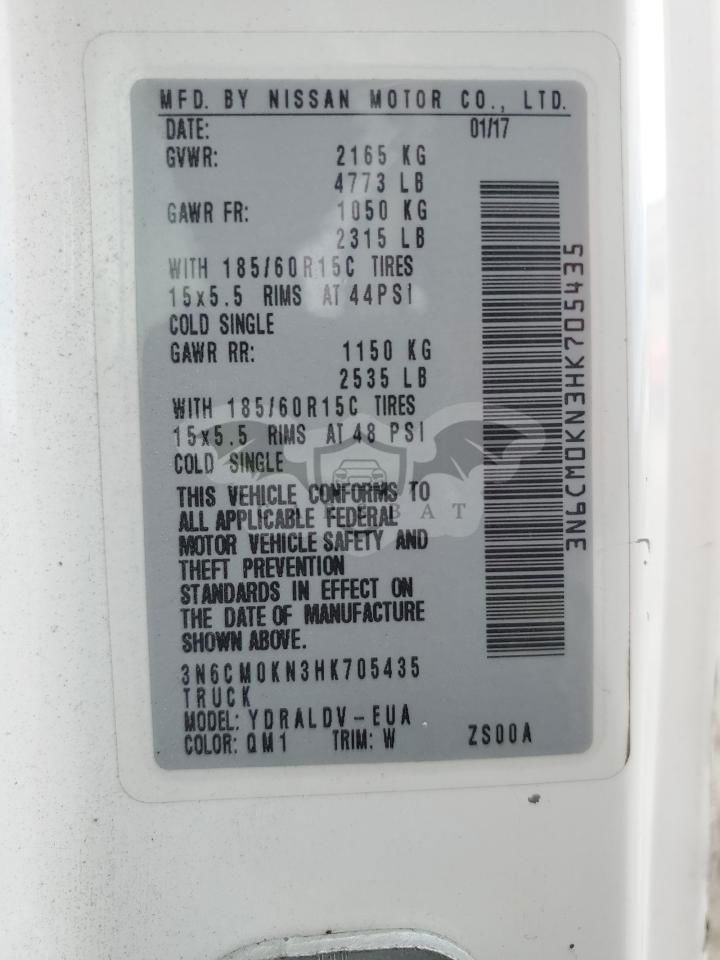 MFD. BY NISSAN MOTOR CO., LTD.
DATE: 01/17
GVWR: 2165 KG
4773 LB
GAWR FR: 1050 KG
2315 LB
WITH 185/60R15C TIRES
15x5.5 RIMS AT 44PSI
COLD SINGLE
GAWR RR: 1150 KG
2535 LB
WITH 185/60R15C TIRES
15x5.5 RIMS AT 48 PSI
COLD SINGLE
THIS VEHICLE CONFORMS TO
ALL APPLICABLE FEDERAL
MOTOR VEHICLE SAFETY AND
THEFT PREVENTION
STANDARDS IN EFFECT ON
THE DATE OF MANUFACTURE
SHOWN ABOVE.
3N6CM0KN3HK705435
TRUCK
MODEL: YDRALDV-EUA
COLOR: QM1 TRIM: W ZS00A
3N6CM0KN3HK705435